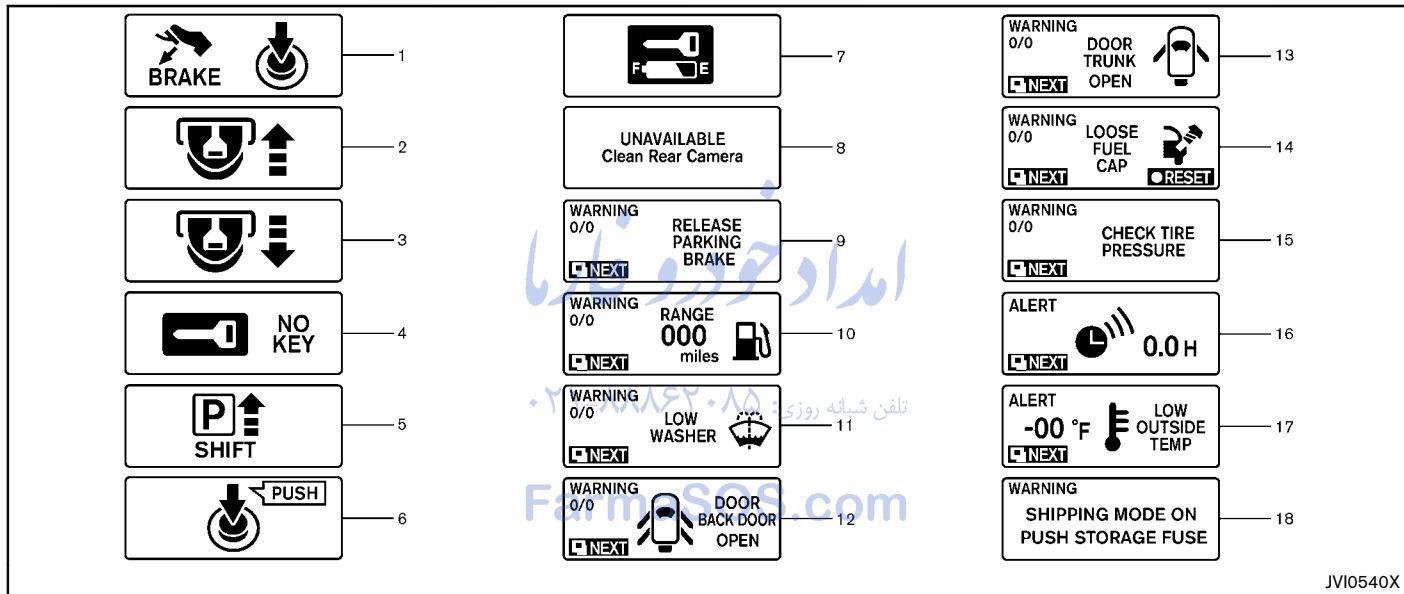 BRAKE
1
2
3
NO
KEY
4
P
SHIFT
5
PUSH
6
F E
7
UNAVAILABLE
Clean Rear Camera
8
WARNING
0/0
RELEASE
PARKING
BRAKE
NEXT
9
WARNING
0/0
RANGE
000
miles
NEXT
10
WARNING
0/0
LOW
WASHER
NEXT
11
WARNING
0/0
DOOR
BACK DOOR
OPEN
NEXT
12
WARNING
0/0
DOOR
TRUNK
OPEN
NEXT
13
WARNING
0/0
LOOSE
FUEL
CAP
NEXT
RESET
14
WARNING
0/0
CHECK TIRE
PRESSURE
NEXT
15
ALERT
0.0 H
NEXT
16
ALERT
-00 °F
LOW
OUTSIDE
TEMP
NEXT
17
WARNING
SHIPPING MODE ON
PUSH STORAGE FUSE
18
امداد خودرو فارما
تلفن شبانه روزی: ۸۸۸۶۲۰۸۵-۰۲۱
FarmaSOS.com
JVI0540X